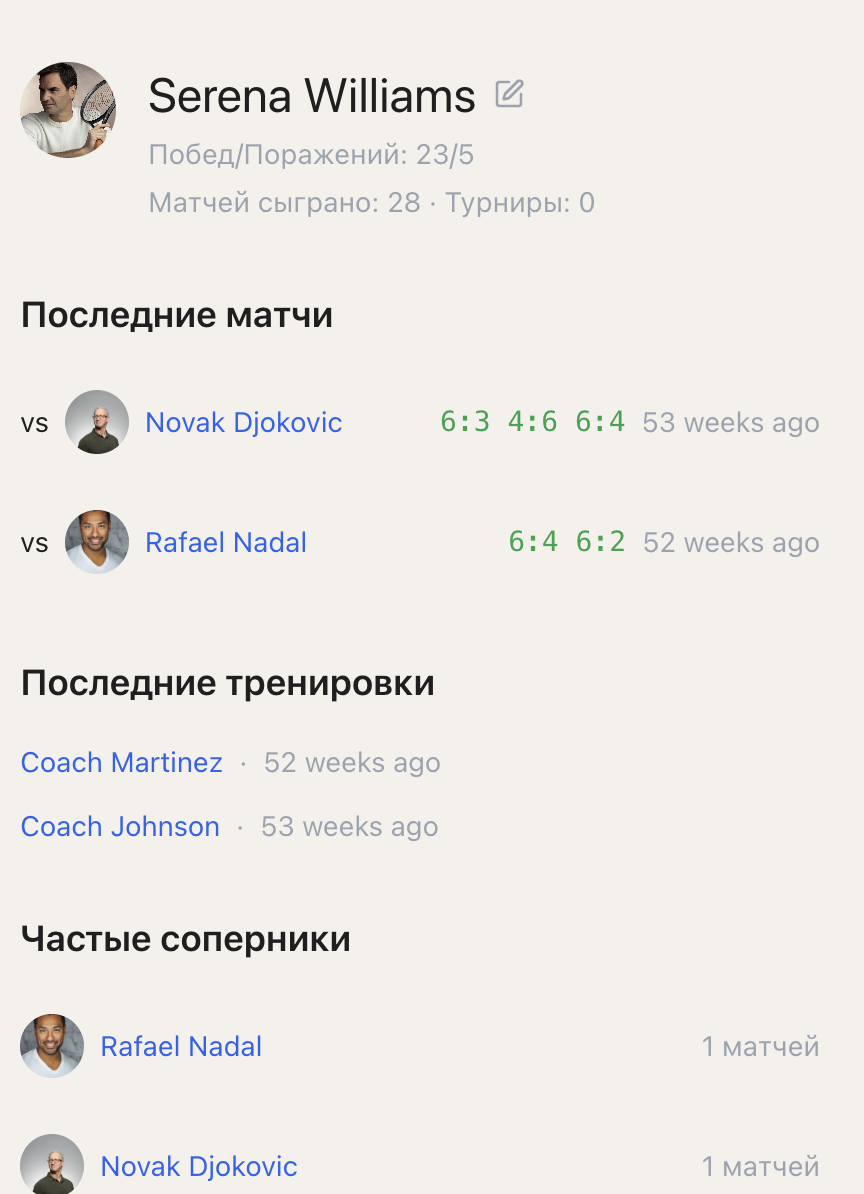 Serena Williams
Побед/Поражений: 23/5
Матчей сыграно: 28 · Турниры: 0
Последние матчи
vs Novak Djokovic 6:3 4:6 6:4 53 weeks ago
vs Rafael Nadal 6:4 6:2 52 weeks ago
Последние тренировки
Coach Martinez · 52 weeks ago
Coach Johnson · 53 weeks ago
Частые соперники
Rafael Nadal 1 матчей
Novak Djokovic 1 матчей